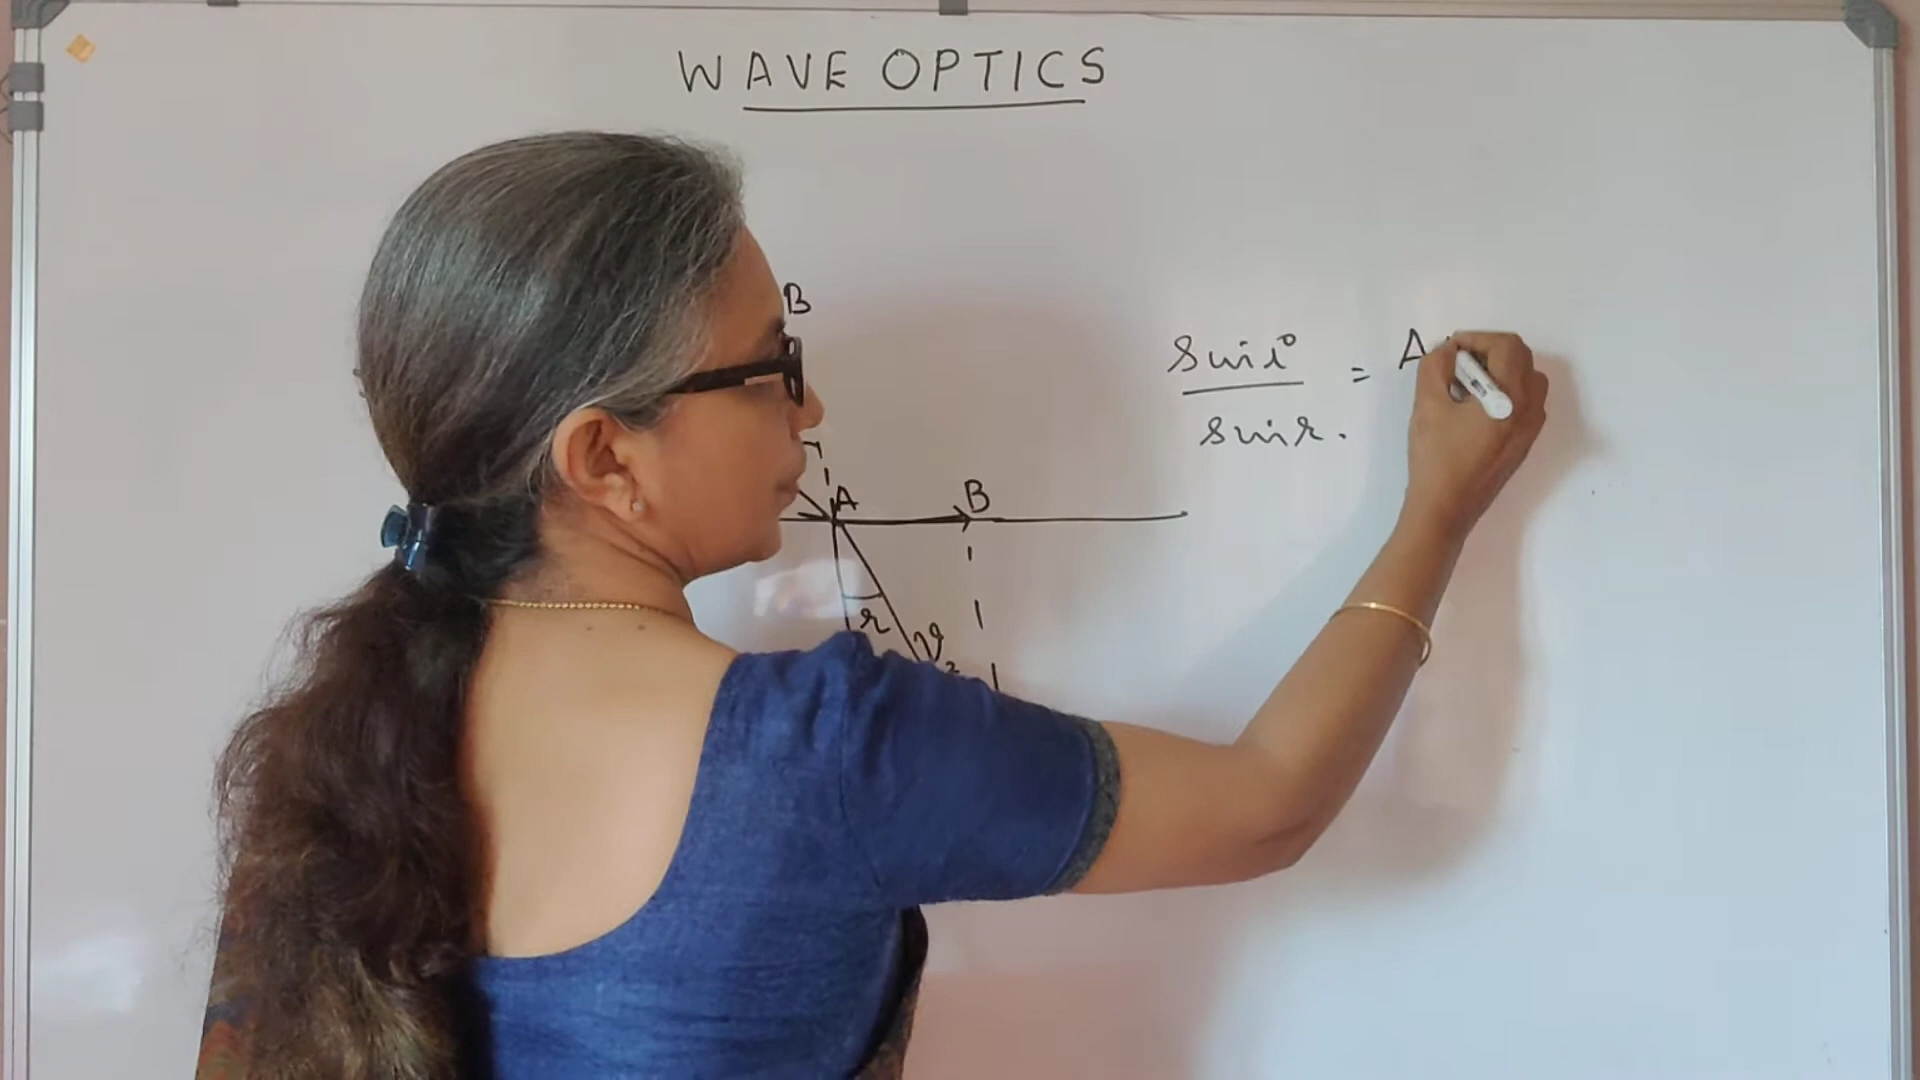 WAVE OPTICS
B
sin i = A
sin r.
A B
r
v2